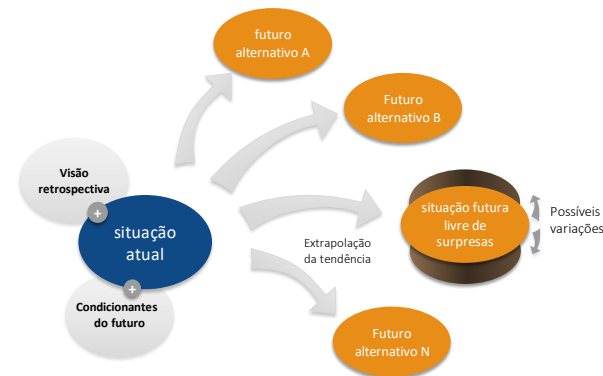 futuro
alternativo A
Futuro
alternativo B
Visão
retrospectiva
+
situação
atual
+
Condicionantes
do futuro
Extrapolação
da tendência
situação futura
livre de
surpresas
Possíveis
variações
Futuro
alternativo N